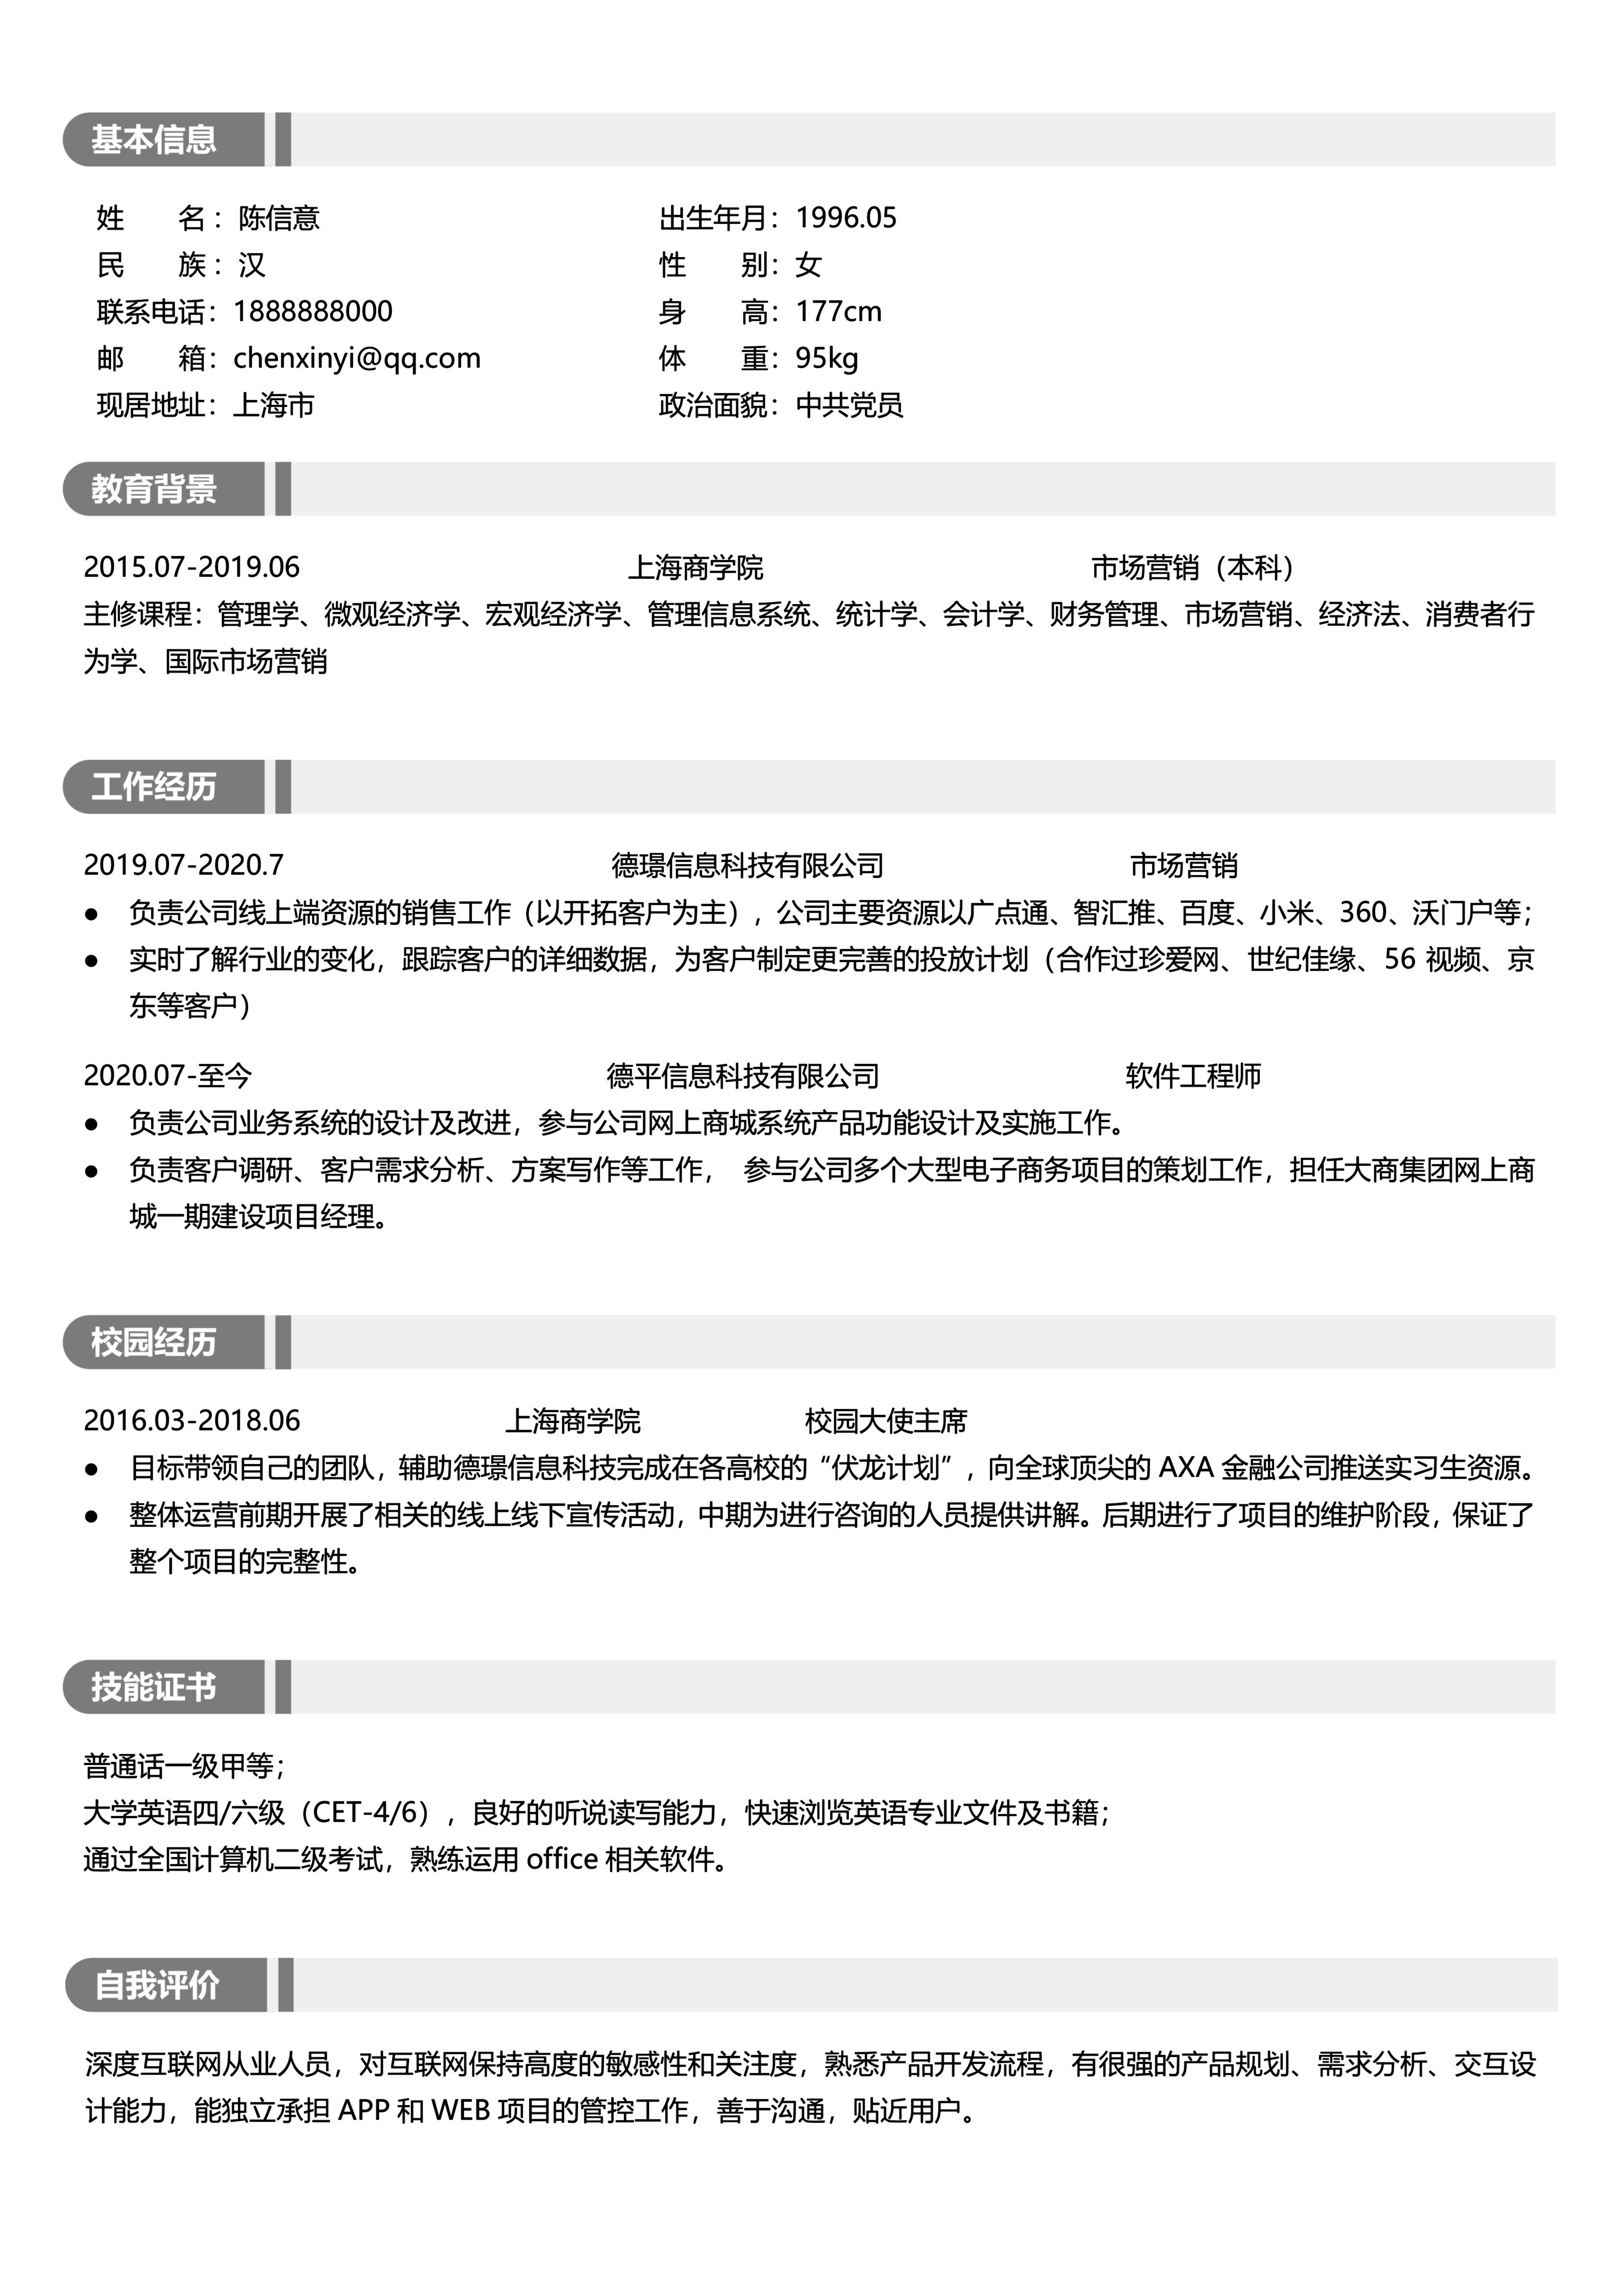 基本信息
姓 名：陈信意 出生年月：1996.05
民 族：汉 性 别：女
联系电话：1888888000 身 高：177cm
邮 箱：chenxinyi@qq.com 体 重：95kg
现居地址：上海市 政治面貌：中共党员
教育背景
2015.07-2019.06 上海商学院 市场营销（本科）
主修课程：管理学、微观经济学、宏观经济学、管理信息系统、统计学、会计学、财务管理、市场营销、经济法、消费者行
为学、国际市场营销
工作经历
2019.07-2020.7 德璟信息科技有限公司 市场营销
● 负责公司线上端资源的销售工作（以开拓客户为主），公司主要资源以广点通、智汇推、百度、小米、360、沃门户等；
● 实时了解行业的变化，跟踪客户的详细数据，为客户制定更完善的投放计划（合作过珍爱网、世纪佳缘、56 视频、京
东等客户）
2020.07-至今 德平信息科技有限公司 软件工程师
● 负责公司业务系统的设计及改进，参与公司网上商城系统产品功能设计及实施工作。
● 负责客户调研、客户需求分析、方案写作等工作， 参与公司多个大型电子商务项目的策划工作，担任大商集团网上商
城一期建设项目经理。
校园经历
2016.03-2018.06 上海商学院 校园大使主席
● 目标带领自己的团队，辅助德璟信息科技完成在各高校的“伏龙计划”，向全球顶尖的 AXA 金融公司推送实习生资源。
● 整体运营前期开展了相关的线上线下宣传活动，中期为进行咨询的人员提供讲解。后期进行了项目的维护阶段，保证了
整个项目的完整性。
技能证书
普通话一级甲等；
大学英语四/六级（CET-4/6），良好的听说读写能力，快速浏览英语专业文件及书籍；
通过全国计算机二级考试，熟练运用 office 相关软件。
自我评价
深度互联网从业人员，对互联网保持高度的敏感性和关注度，熟悉产品开发流程，有很强的产品规划、需求分析、交互设
计能力，能独立承担 APP 和 WEB 项目的管控工作，善于沟通，贴近用户。